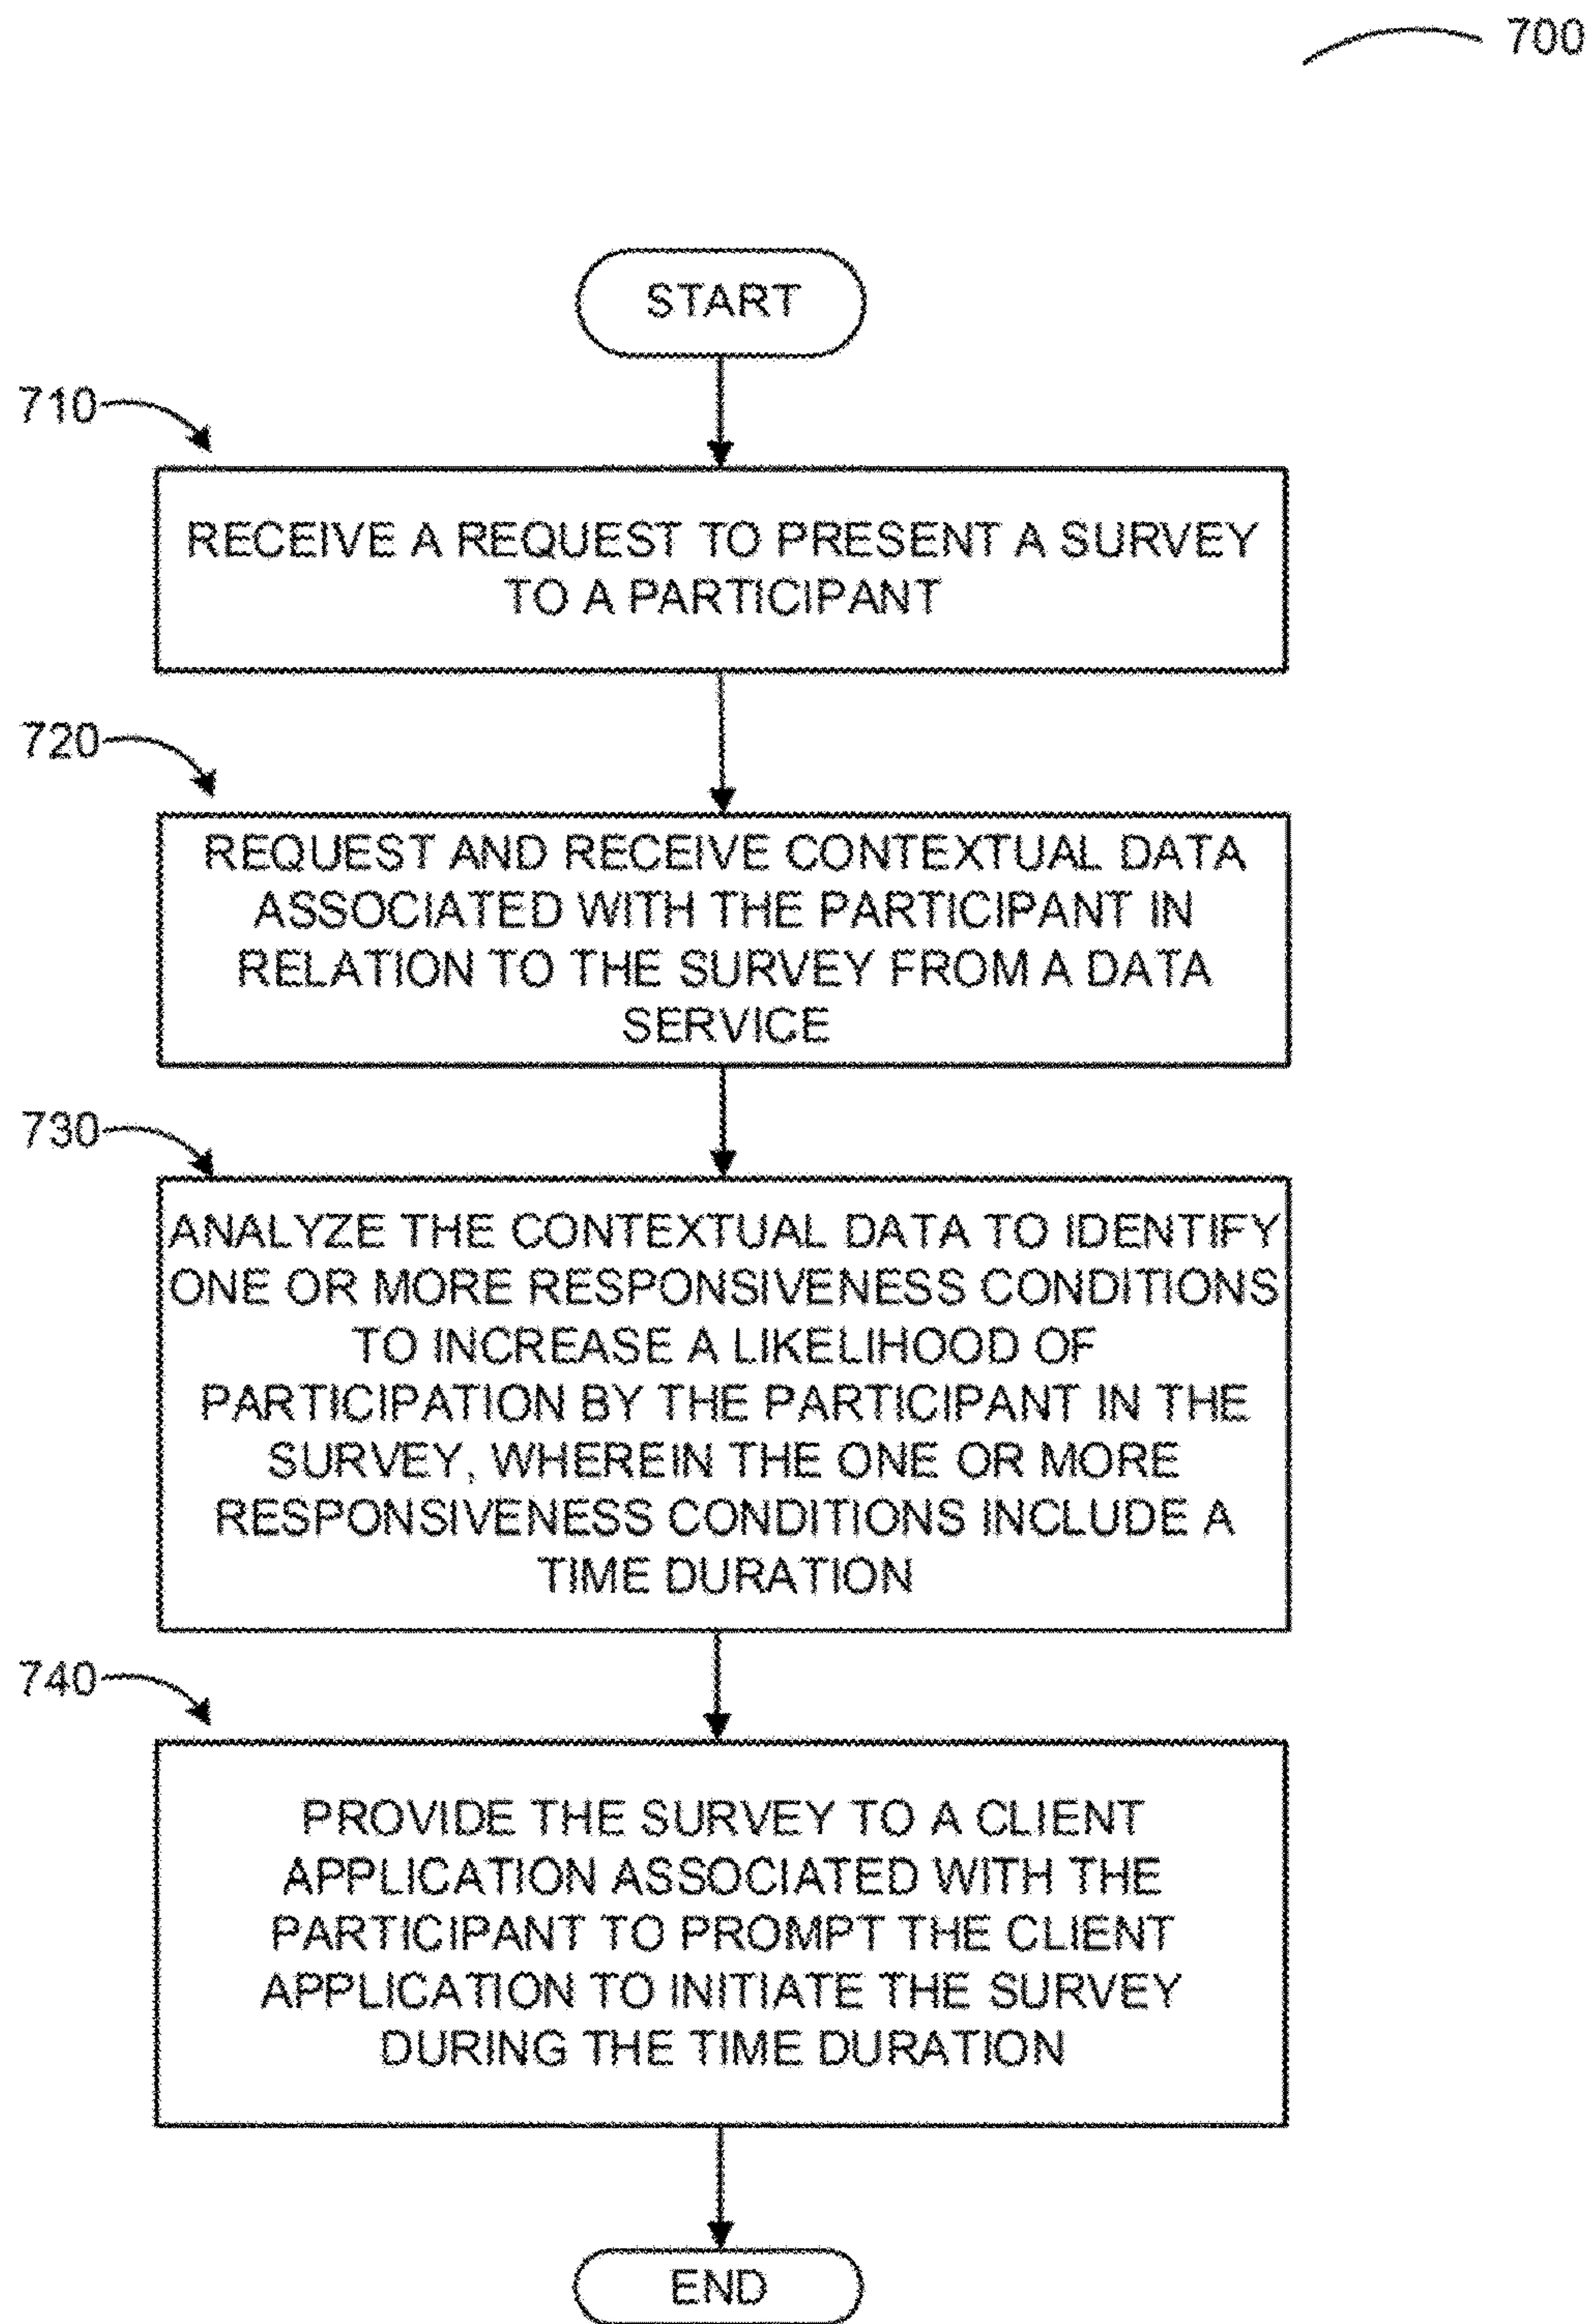 700
START
710
RECEIVE A REQUEST TO PRESENT A SURVEY
TO A PARTICIPANT
720
REQUEST AND RECEIVE CONTEXTUAL DATA
ASSOCIATED WITH THE PARTICIPANT IN
RELATION TO THE SURVEY FROM A DATA
SERVICE
730
ANALYZE THE CONTEXTUAL DATA TO IDENTIFY
ONE OR MORE RESPONSIVENESS CONDITIONS
TO INCREASE A LIKELIHOOD OF
PARTICIPATION BY THE PARTICIPANT IN THE
SURVEY, WHEREIN THE ONE OR MORE
RESPONSIVENESS CONDITIONS INCLUDE A
TIME DURATION
740
PROVIDE THE SURVEY TO A CLIENT
APPLICATION ASSOCIATED WITH THE
PARTICIPANT TO PROMPT THE CLIENT
APPLICATION TO INITIATE THE SURVEY
DURING THE TIME DURATION
END